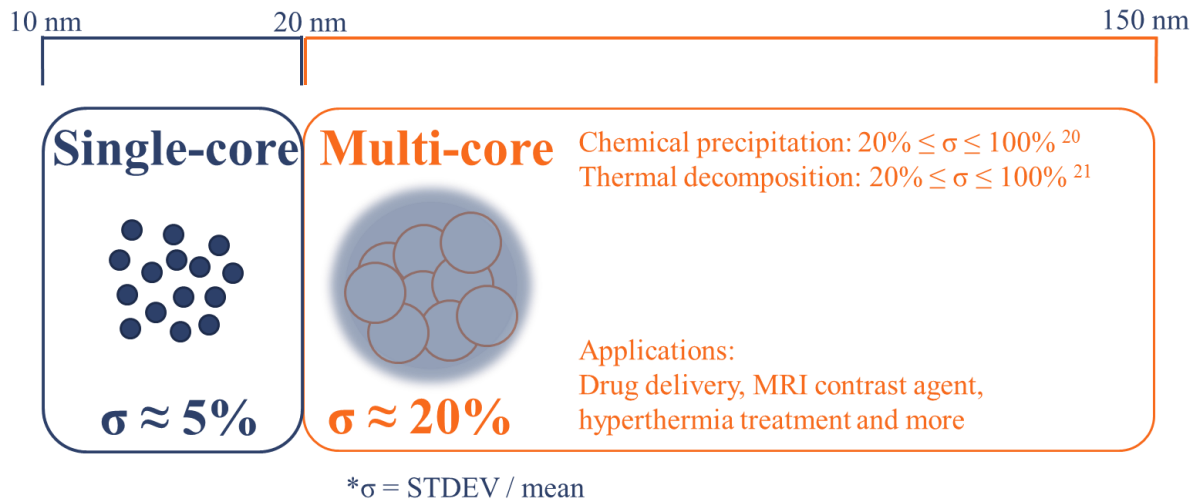 10 nm
20 nm
150 nm
Single-core
Multi-core
Chemical precipitation: 20% ≤ σ ≤ 100% 20
Thermal decomposition: 20% ≤ σ ≤ 100% 21
Applications:
Drug delivery, MRI contrast agent,
hyperthermia treatment and more
σ ≈ 5%
σ ≈ 20%
*σ = STDEV / mean